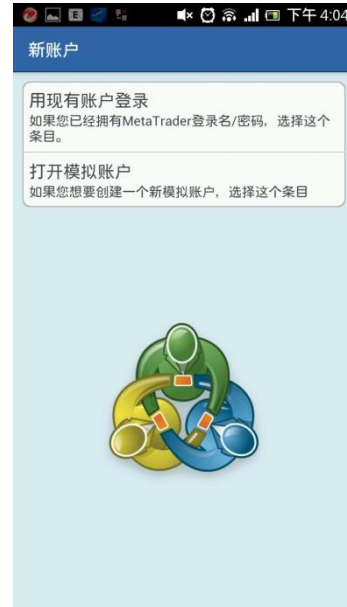 下午 4:04
新账户
用现有账户登录
如果您已经拥有MetaTrader登录名/密码，选择这个
条目。
打开模拟账户
如果您想要创建一个新模拟账户，选择这个条目